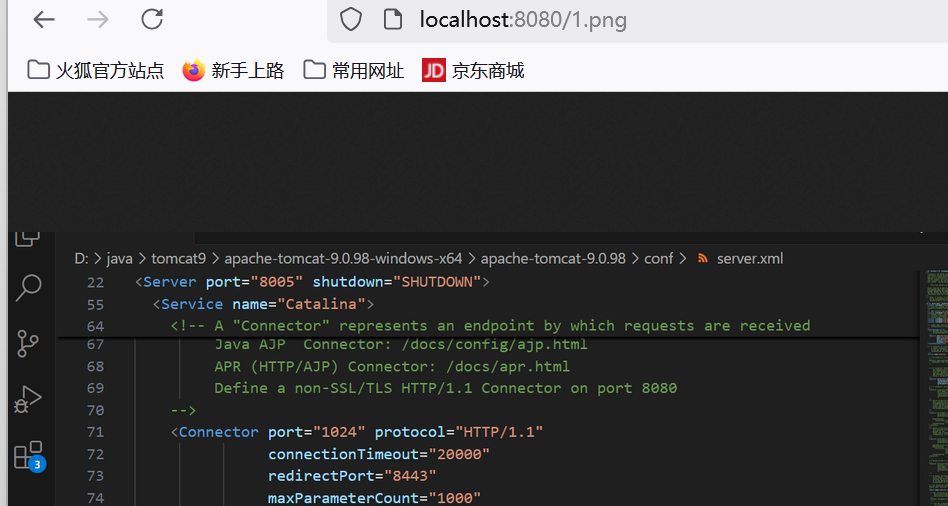 localhost:8080/1.png
火狐官方站点 新手上路 常用网址 JD 京东商城
D: > java > tomcat9 > apache-tomcat-9.0.98-windows-x64 > apache-tomcat-9.0.98 > conf > server.xml
22 <Server port="8005" shutdown="SHUTDOWN">
55 <Service name="Catalina">
64 <!-- A "Connector" represents an endpoint by which requests are received
67 Java AJP  Connector: /docs/config/ajp.html
68 APR (HTTP/AJP) Connector: /docs/apr.html
69 Define a non-SSL/TLS HTTP/1.1 Connector on port 8080
70 -->
71 <Connector port="1024" protocol="HTTP/1.1"
72 connectionTimeout="20000"
73 redirectPort="8443"
74 maxParameterCount="1000"
3